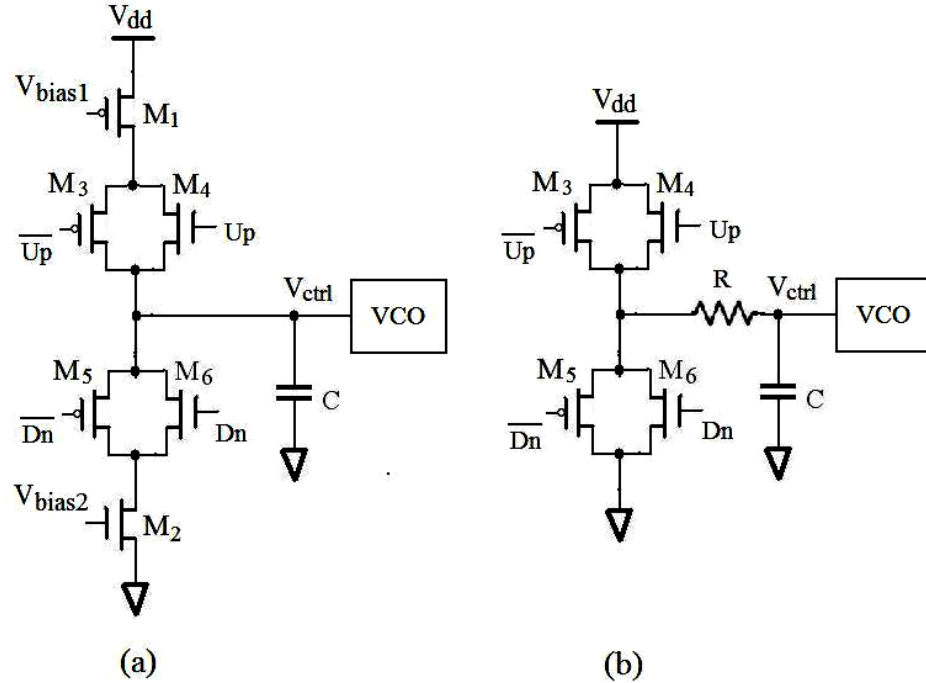 Vdd
Vbias1
M1
M3 M4
Up Up
Vctrl
VCO
M5 M6
C
Dn Dn
Vbias2
M2
(a)
Vdd
M3 M4
Up Up
R
Vctrl
VCO
M5 M6
C
Dn Dn
(b)